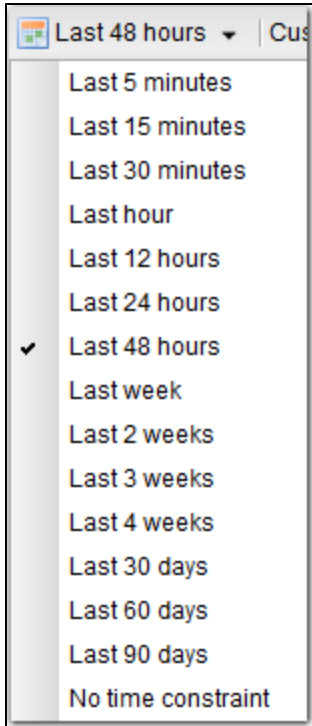 Last 48 hours Cus
Last 5 minutes
Last 15 minutes
Last 30 minutes
Last hour
Last 12 hours
Last 24 hours
Last 48 hours
Last week
Last 2 weeks
Last 3 weeks
Last 4 weeks
Last 30 days
Last 60 days
Last 90 days
No time constraint